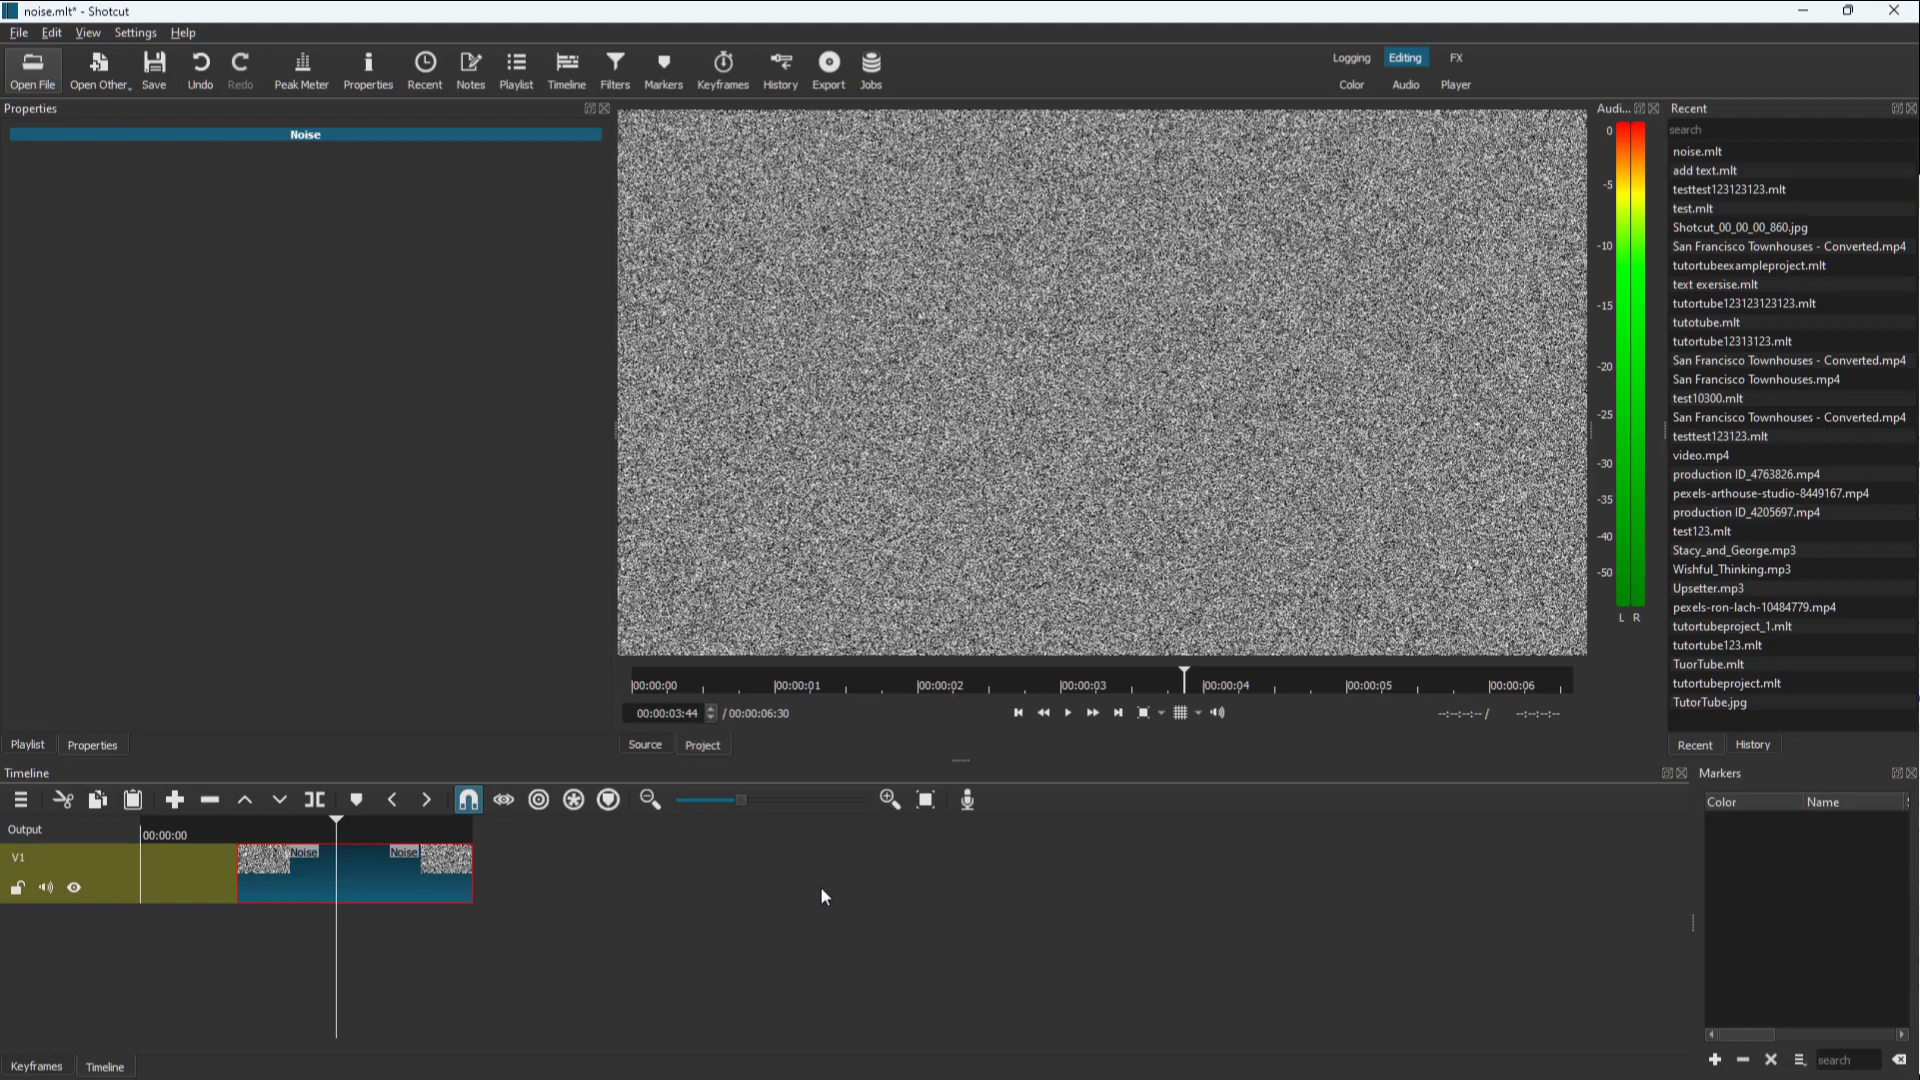 noise.mlt* - Shotcut
File Edit View Settings Help
Open File Open Other... Save Undo Redo Peak Meter Properties Recent Notes Playlist Timeline Filters Markers Keyframes History Export Jobs
Logging Editing FX
Color Audio Player
Properties
Noise
Audi...
0
-5
-10
-15
-20
-25
-30
-35
-40
-50
L R
Recent
search
noise.mlt
add text.mlt
testtest123123123.mlt
test.mlt
Shotcut_00_00_00_860.jpg
San Francisco Townhouses - Converted.mp4
tutortubeexampleproject.mlt
text exersise.mlt
tutortube123123123123.mlt
tutotube.mlt
tutortube12313123.mlt
San Francisco Townhouses - Converted.mp4
San Francisco Townhouses.mp4
test10300.mlt
San Francisco Townhouses - Converted.mp4
testtest123123.mlt
video.mp4
production ID_4763826.mp4
pexels-arthouse-studio-8449167.mp4
production ID_4205697.mp4
test123.mlt
Stacy_and_George.mp3
Wishful_Thinking.mp3
Upsetter.mp3
pexels-ron-lach-10484779.mp4
tutortubeproject_1.mlt
tutortube123.mlt
TuorTube.mlt
tutortubeproject.mlt
TutorTube.jpg
00:00:00 00:00:01 00:00:02 00:00:03 00:00:04 00:00:05 00:00:06
00:00:03:44 / 00:00:06:30 --:--:--:-- / --:--:--:--
Playlist Properties
Source Project
Recent History
Timeline
Markers
Color Name
Output
00:00:00
V1
Noise Noise
Keyframes Timeline
search